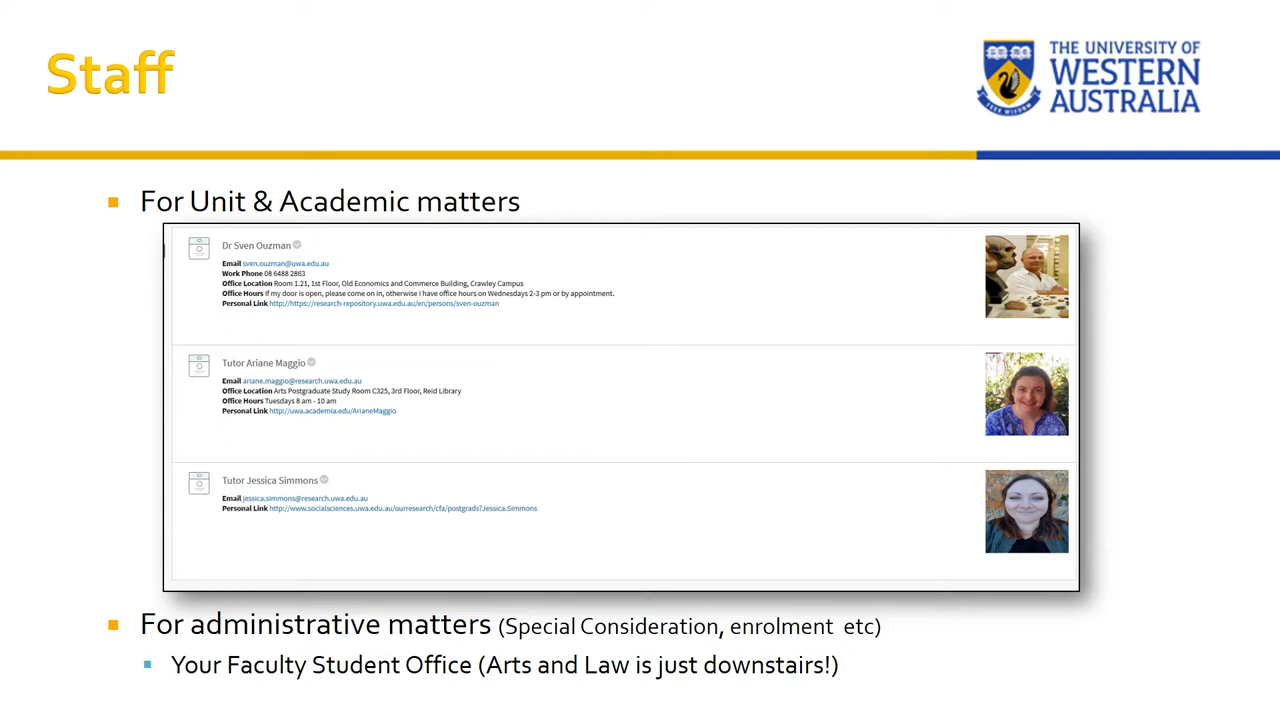 Staff
THE UNIVERSITY OF
WESTERN
AUSTRALIA
SEEK WISDOM
For Unit & Academic matters
Dr Sven Ouzman
Email sven.ouzman@uwa.edu.au
Work Phone 08 6488 2863
Office Location Room 1.21, 1st Floor, Old Economics and Commerce Building, Crawley Campus
Office Hours If my door is open, please come on in, otherwise I have office hours on Wednesdays 2-3 pm or by appointment.
Personal Link http://https://research-repository.uwa.edu.au/en/persons/sven-ouzman
Tutor Ariane Maggio
Email ariane.maggio@research.uwa.edu.au
Office Location Arts Postgraduate Study Room C325, 3rd Floor, Reid Library
Office Hours Tuesdays 8 am - 10 am
Personal Link http://uwa.academia.edu/ArianeMaggio
Tutor Jessica Simmons
Email jessica.simmons@research.uwa.edu.au
Personal Link http://www.socialsciences.uwa.edu.au/ourresearch/cfa/postgrads?Jessica.Simmons
For administrative matters (Special Consideration, enrolment etc)
Your Faculty Student Office (Arts and Law is just downstairs!)